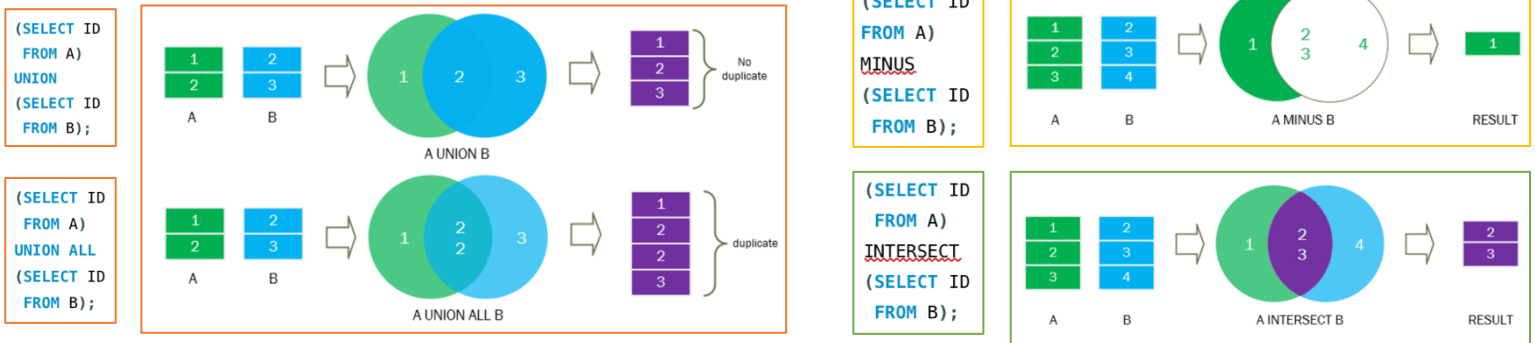 (SELECT ID
FROM A)
UNION
(SELECT ID
FROM B);
1
2
A
2
3
B
1
2
3
A UNION B
1
2
3
No
duplicate
(SELECT ID
FROM A)
UNION ALL
(SELECT ID
FROM B);
1
2
A
2
3
B
1
2
2
3
A UNION ALL B
1
2
2
3
duplicate
(SELECT ID
FROM A)
MINUS
(SELECT ID
FROM B);
1
2
3
A
2
3
4
B
1
2
3
4
A MINUS B
1
RESULT
(SELECT ID
FROM A)
INTERSECT
(SELECT ID
FROM B);
1
2
3
A
2
3
4
B
1
2
3
4
A INTERSECT B
2
3
RESULT